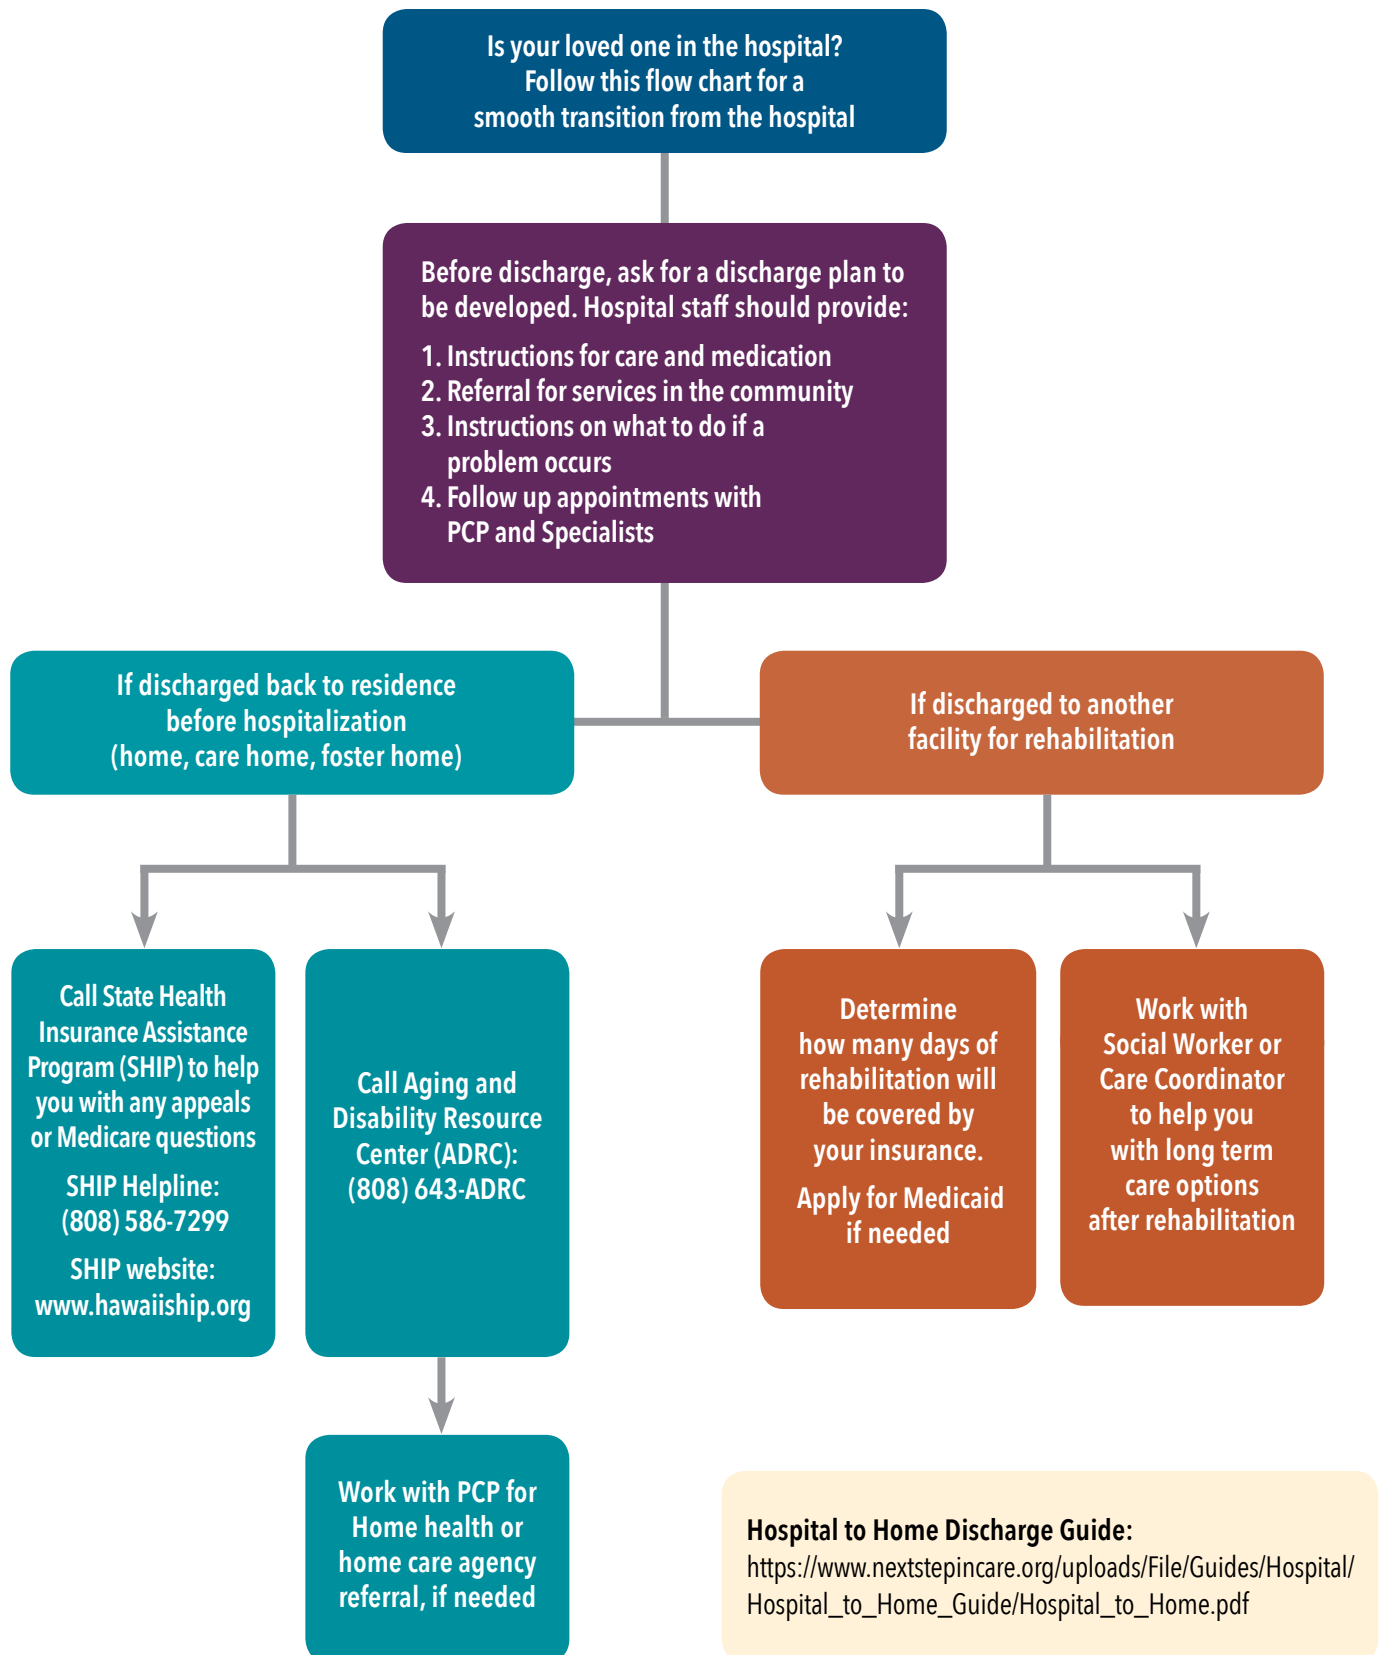 Is your loved one in the hospital?
Follow this flow chart for a
smooth transition from the hospital
Before discharge, ask for a discharge plan to
be developed. Hospital staff should provide:
1. Instructions for care and medication
2. Referral for services in the community
3. Instructions on what to do if a
problem occurs
4. Follow up appointments with
PCP and Specialists
If discharged back to residence
before hospitalization
(home, care home, foster home)
If discharged to another
facility for rehabilitation
Call State Health
Insurance Assistance
Program (SHIP) to help
you with any appeals
or Medicare questions
SHIP Helpline:
(808) 586-7299
SHIP website:
www.hawaiiship.org
Call Aging and
Disability Resource
Center (ADRC):
(808) 643-ADRC
Determine
how many days of
rehabilitation will
be covered by
your insurance.
Apply for Medicaid
if needed
Work with
Social Worker or
Care Coordinator
to help you
with long term
care options
after rehabilitation
Work with PCP for
Home health or
home care agency
referral, if needed
Hospital to Home Discharge Guide:
https://www.nextstepincare.org/uploads/File/Guides/Hospital/
Hospital_to_Home_Guide/Hospital_to_Home.pdf